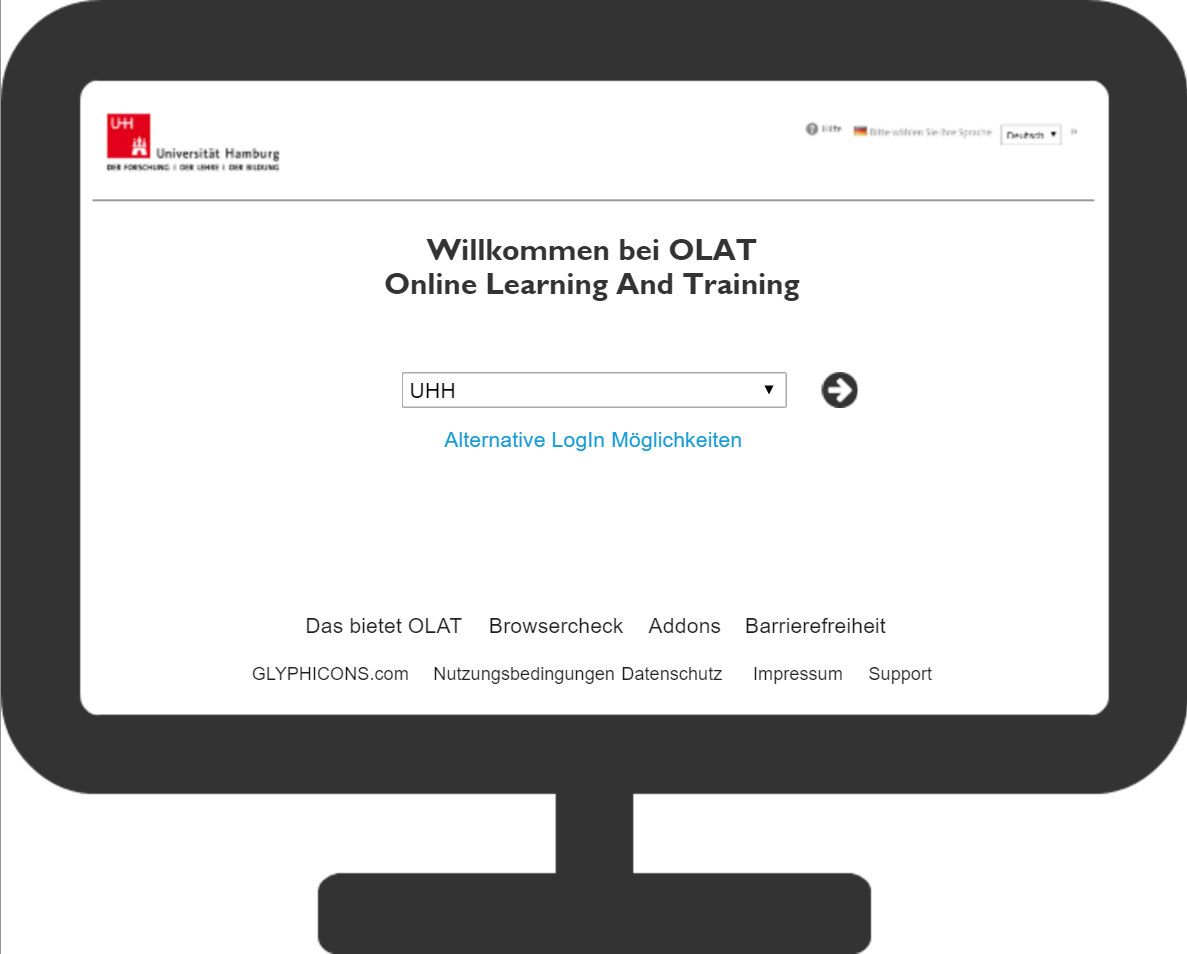 UHH
Universität Hamburg
DER FORSCHUNG | DER LEHRE | DER BILDUNG
Hilfe Bitte wählen Sie Ihre Sprache Deutsch
Willkommen bei OLAT
Online Learning And Training
UHH
Alternative LogIn Möglichkeiten
Das bietet OLAT Browsercheck Addons Barrierefreiheit
GLYPHICONS.com Nutzungsbedingungen Datenschutz Impressum Support